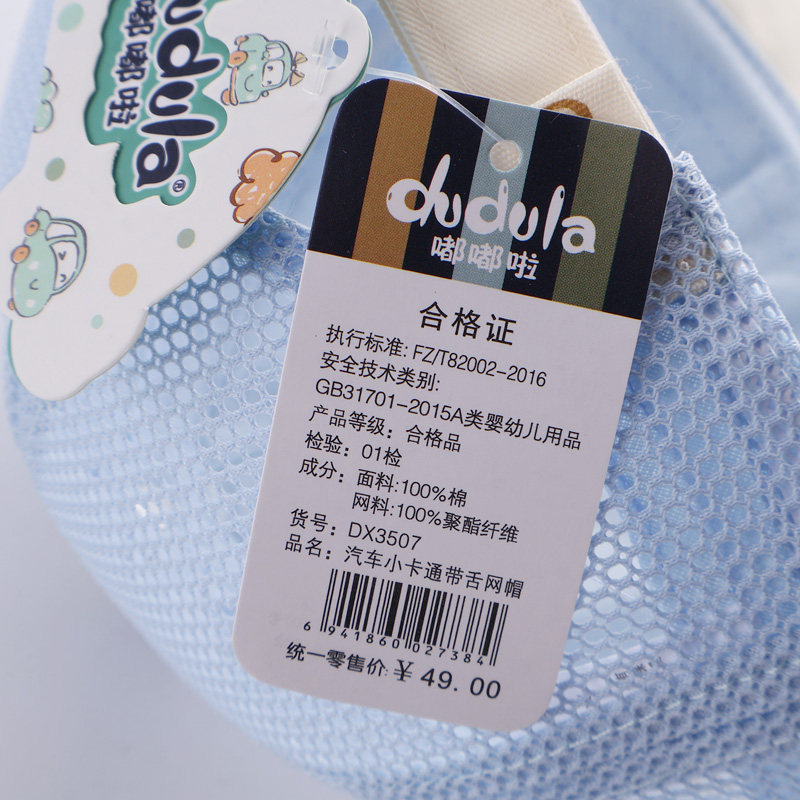 dudula
嘟嘟啦
®
dudula
嘟嘟啦
合格证
执行标准: FZ/T82002-2016
安全技术类别:
GB31701-2015A类婴幼儿用品
产品等级：合格品
检验：01检
成分：面料:100%棉
网料:100%聚酯纤维
货号：DX3507
品名：汽车小卡通带舌网帽
6 941860 027384
统一零售价:￥49.00